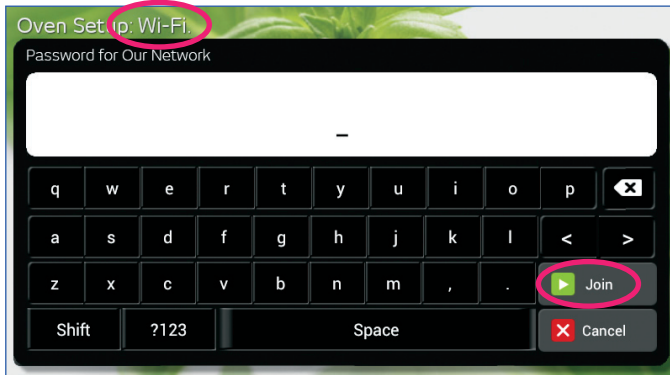 Oven Setup: Wi-Fi.
Password for Our Network
_
q w e r t y u i o p
a s d f g h j k l < >
z x c v b n m , . Join
Shift ?123 Space Cancel